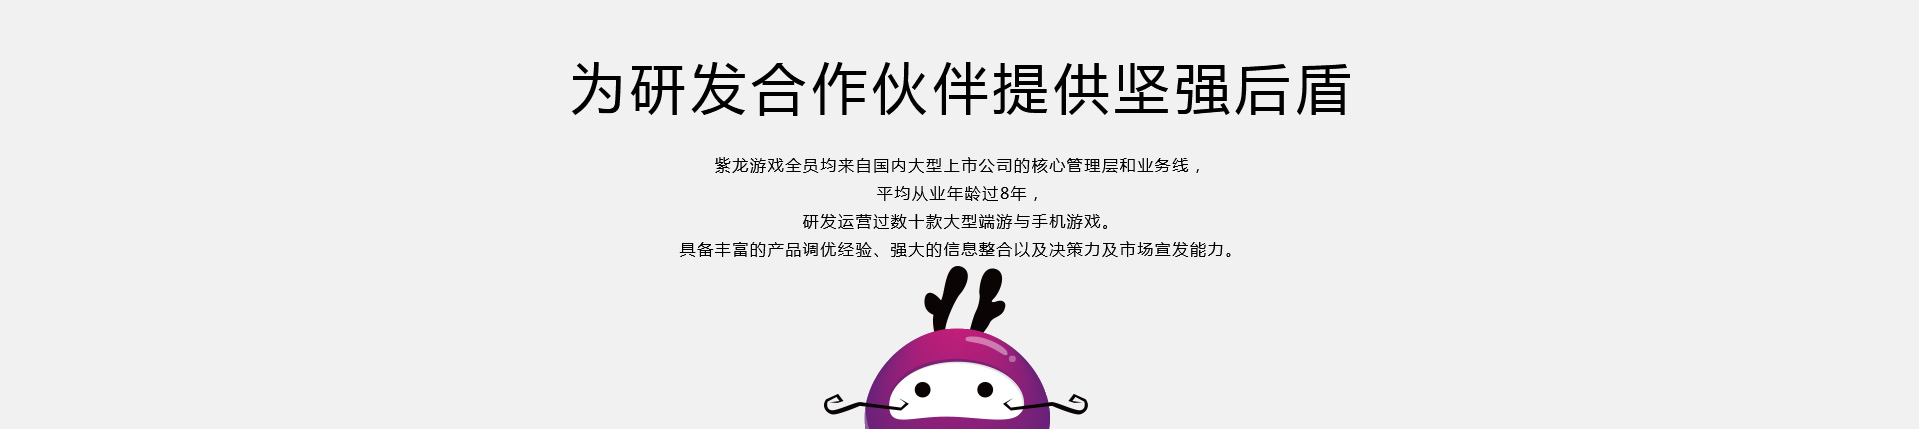 为研发合作伙伴提供坚强后盾
紫龙游戏全员均来自国内大型上市公司的核心管理层和业务线，
平均从业年龄过8年，
研发运营过数十款大型端游与手机游戏。
具备丰富的产品调优经验、强大的信息整合以及决策力及市场宣发能力。